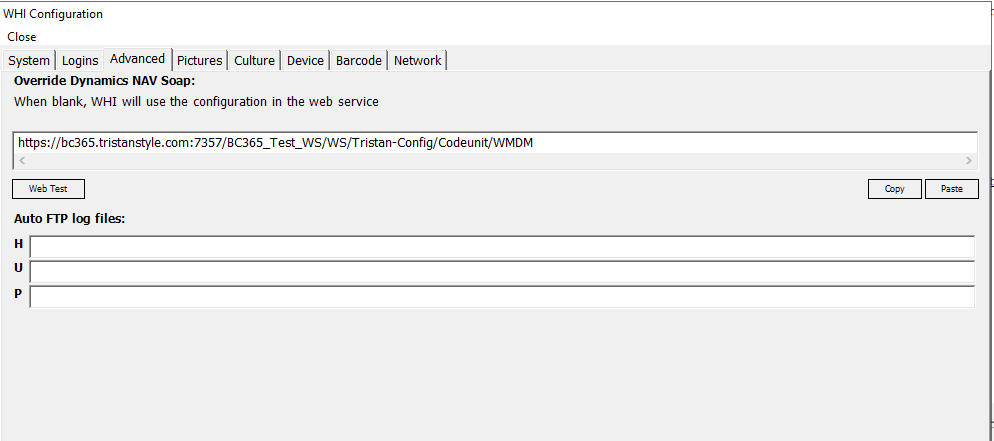 WHI Configuration
Close
System Logins Advanced Pictures Culture Device Barcode Network
Override Dynamics NAV Soap:
When blank, WHI will use the configuration in the web service
https://bc365.tristanstyle.com:7357/BC365_Test_WS/WS/Tristan-Config/Codeunit/WMDM
Web Test Copy Paste
Auto FTP log files:
H
U
P